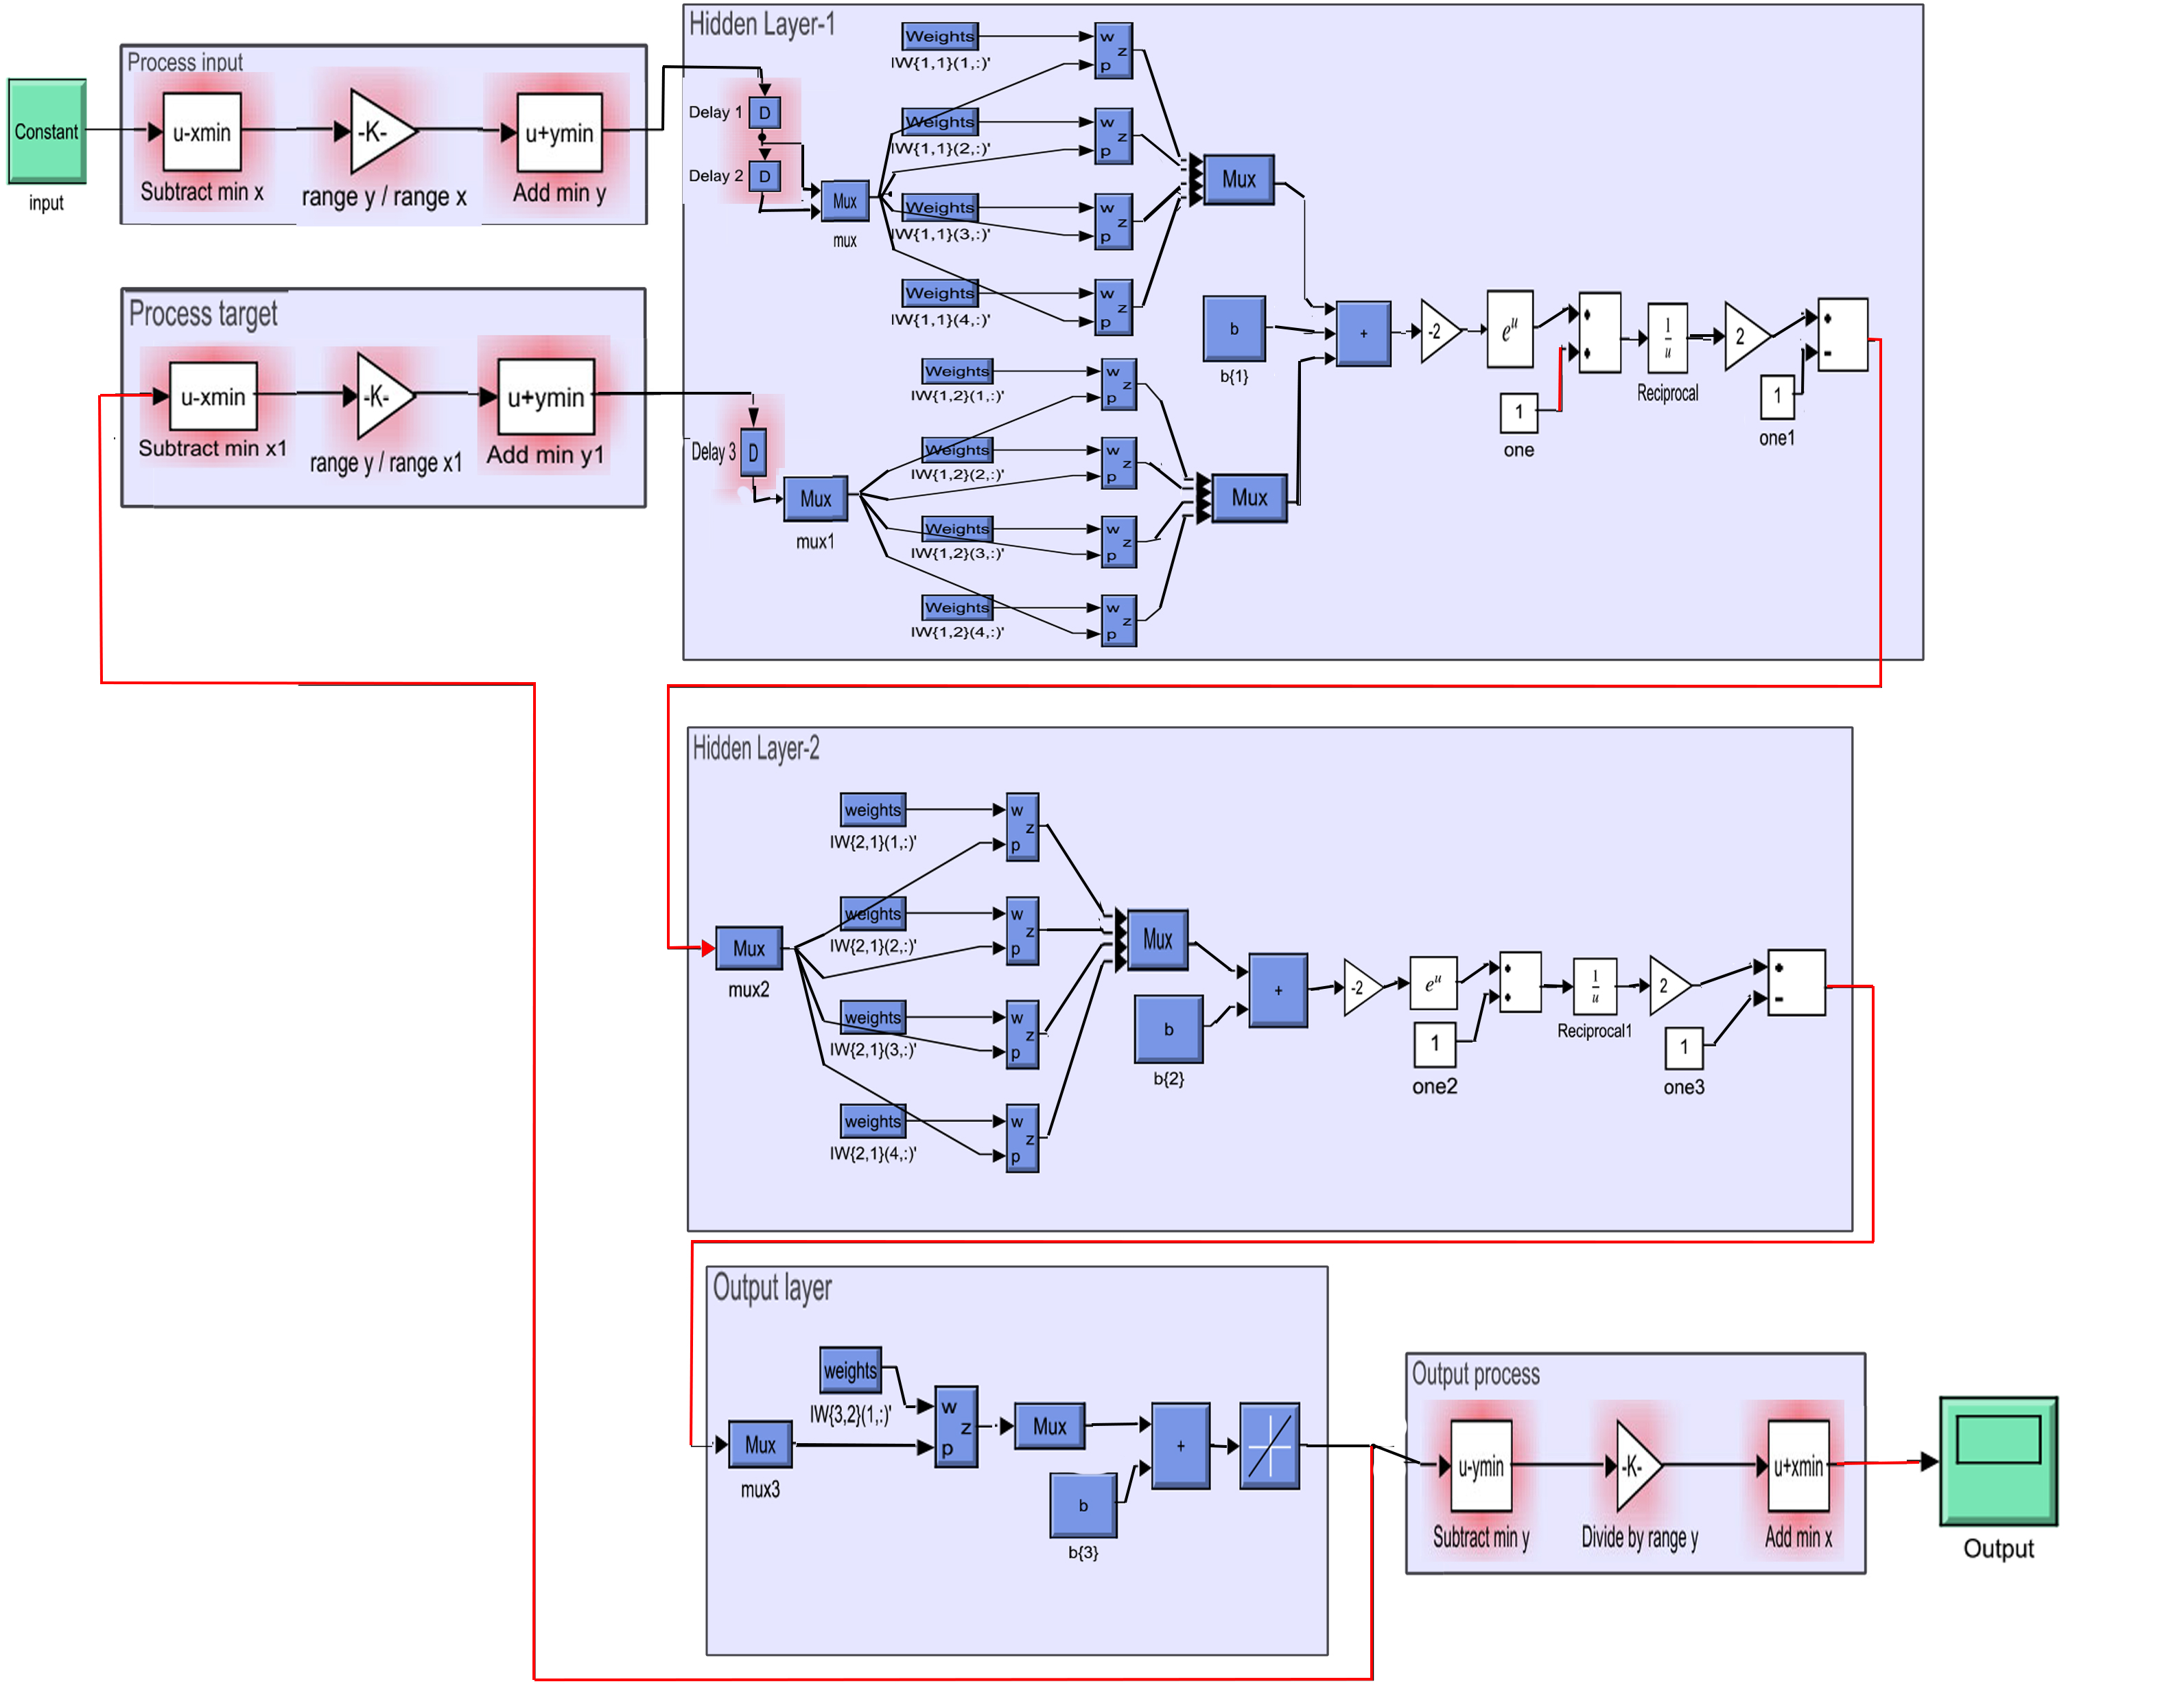 Constant
input
Process input
u-xmin
Subtract min x
-K-
range y / range x
u+ymin
Add min y
Process target
u-xmin
Subtract min x1
-K-
range y / range x1
u+ymin
Add min y1
Hidden Layer-1
Delay 1
D
Delay 2
D
Mux
mux
Weights
IW{1,1}(1,:)'
w
z
p
Weights
IW{1,1}(2,:)'
w
z
p
Weights
IW{1,1}(3,:)'
w
z
p
Weights
IW{1,1}(4,:)'
w
z
p
Mux
Delay 3
D
Mux
mux1
Weights
IW{1,2}(1,:)'
w
z
p
Weights
IW{1,2}(2,:)'
w
z
p
Weights
IW{1,2}(3,:)'
w
z
p
Weights
IW{1,2}(4,:)'
w
z
p
Mux
b
b{1}
+
-2
e^u
1
one
1
u
Reciprocal
2
1
one1
-
Hidden Layer-2
Mux
mux2
weights
IW{2,1}(1,:)'
w
z
p
weights
IW{2,1}(2,:)'
w
z
p
weights
IW{2,1}(3,:)'
w
z
p
weights
IW{2,1}(4,:)'
w
z
p
Mux
b
b{2}
+
-2
e^u
1
one2
1
u
Reciprocal1
2
1
one3
-
Output layer
weights
IW{3,2}(1,:)'
Mux
mux3
w
z
p
Mux
b
b{3}
+
Output process
u-ymin
Subtract min y
-K-
Divide by range y
u+xmin
Add min x
Output